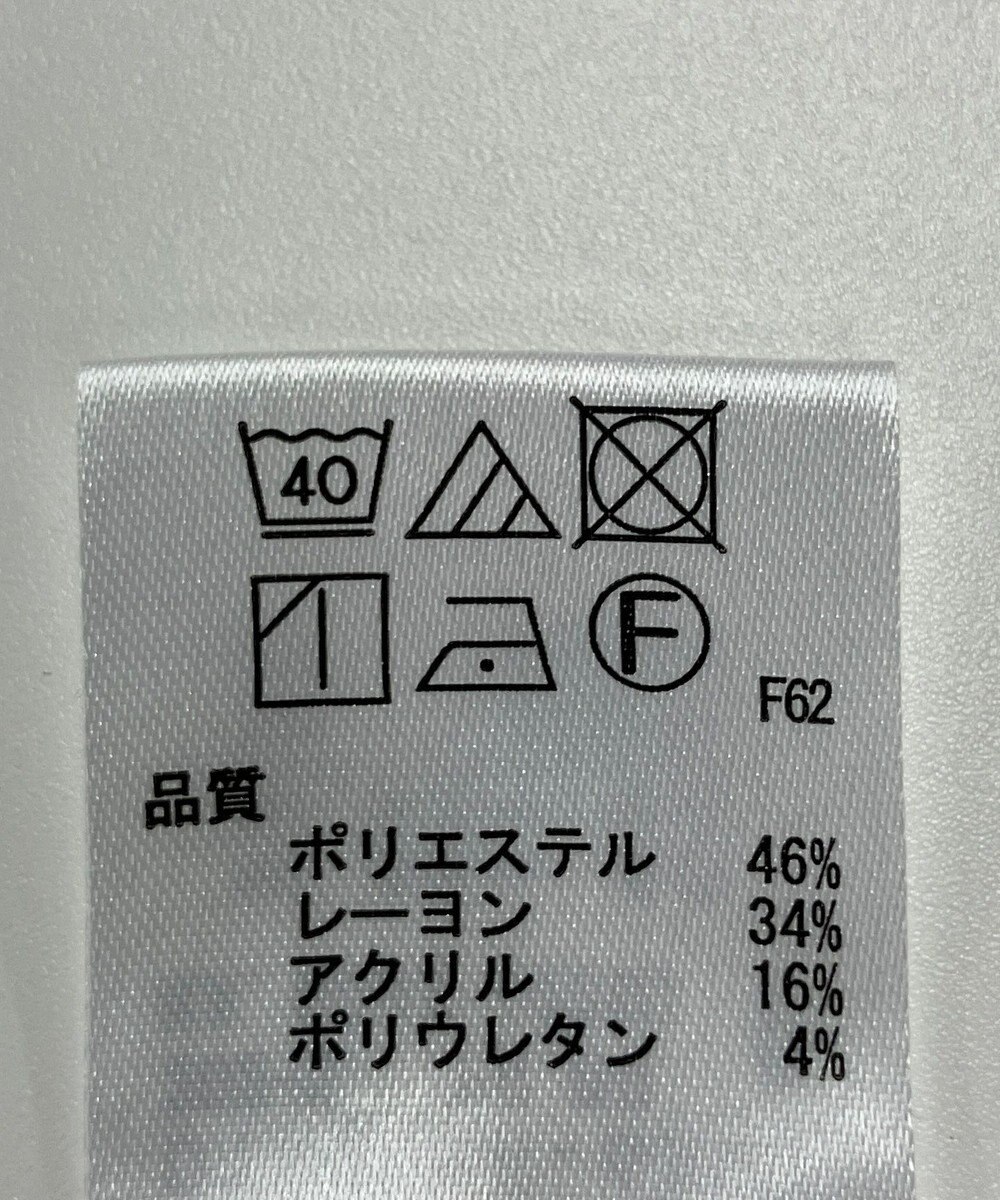 40
F
F62
品質
ポリエステル 46%
レーヨン 34%
アクリル 16%
ポリウレタン 4%